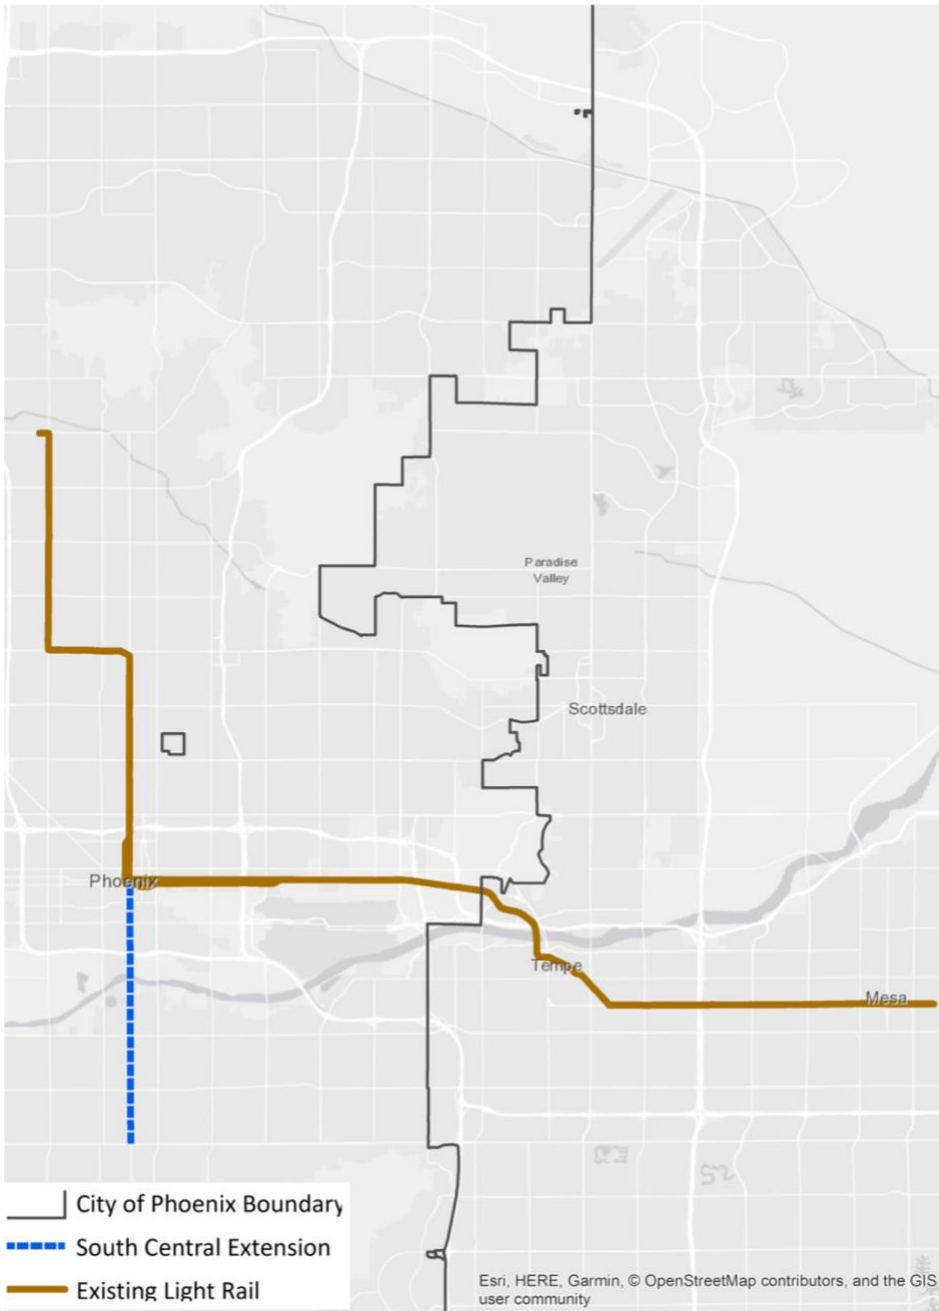 Paradise
Valley
Scottsdale
Phoenix
Tempe
Mesa
City of Phoenix Boundary
South Central Extension
Existing Light Rail
Esri, HERE, Garmin, © OpenStreetMap contributors, and the GIS
user community